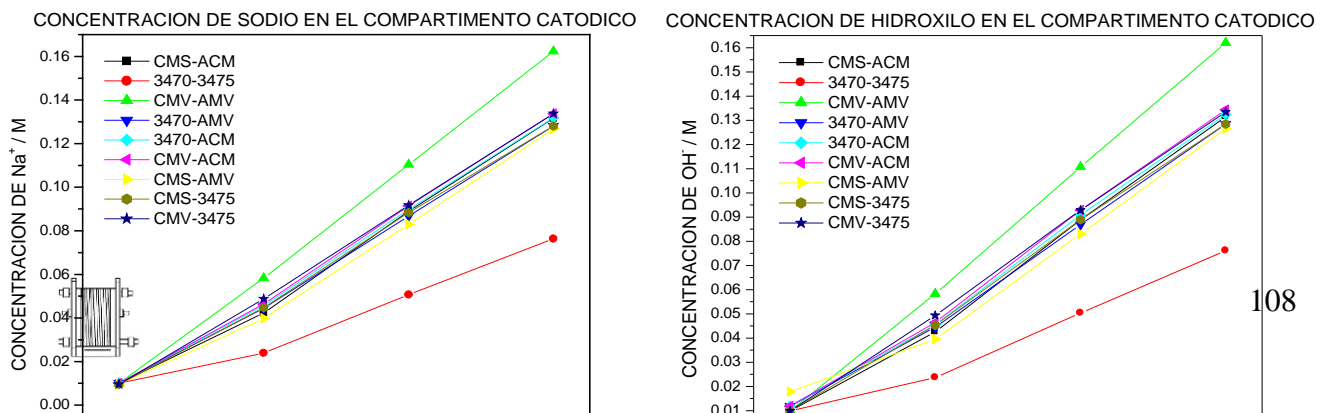 CONCENTRACION DE SODIO EN EL COMPARTIMENTO CATODICO
CONCENTRACION DE Na+ / M
0.16
0.14
0.12
0.10
0.08
0.06
0.04
0.02
0.00
CMS-ACM
3470-3475
CMV-AMV
3470-AMV
3470-ACM
CMV-ACM
CMS-AMV
CMS-3475
CMV-3475
CONCENTRACION DE HIDROXILO EN EL COMPARTIMENTO CATODICO
CONCENTRACION DE OH- / M
0.16
0.15
0.14
0.13
0.12
0.11
0.10
0.09
0.08
0.07
0.06
0.05
0.04
0.03
0.02
0.01
CMS-ACM
3470-3475
CMV-AMV
3470-AMV
3470-ACM
CMV-ACM
CMS-AMV
CMS-3475
CMV-3475
108